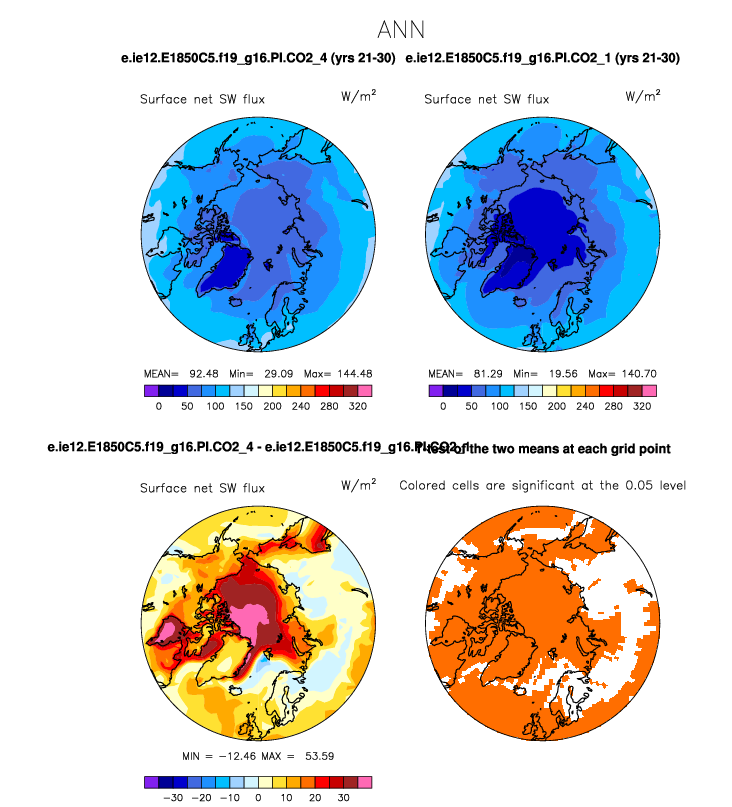 ANN
e.ie12.E1850C5.f19_g16.PI.CO2_4 (yrs 21-30) e.ie12.E1850C5.f19_g16.PI.CO2_1 (yrs 21-30)
Surface net SW flux W/m² Surface net SW flux W/m²
MEAN= 92.48 Min= 29.09 Max= 144.48 MEAN= 81.29 Min= 19.56 Max= 140.70
0 50 100 150 200 240 280 320 0 50 100 150 200 240 280 320
e.ie12.E1850C5.f19_g16.PI.CO2_4 - e.ie12.E1850C5.f19_g16.PI.CO2_1 T-test of the two means at each grid point
Surface net SW flux W/m² Colored cells are significant at the 0.05 level
MIN = -12.46 MAX = 53.59
-30 -20 -10 0 10 20 30